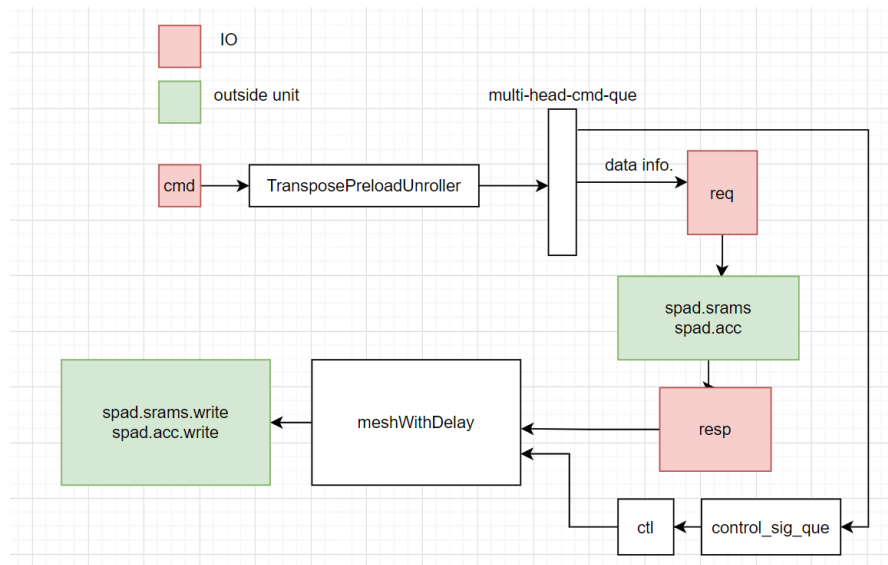 IO
outside unit
multi-head-cmd-que
cmd
TransposePreloadUnroller
data info.
req
spad.srams
spad.acc
spad.srams.write
spad.acc.write
meshWithDelay
resp
ctl
control_sig_que